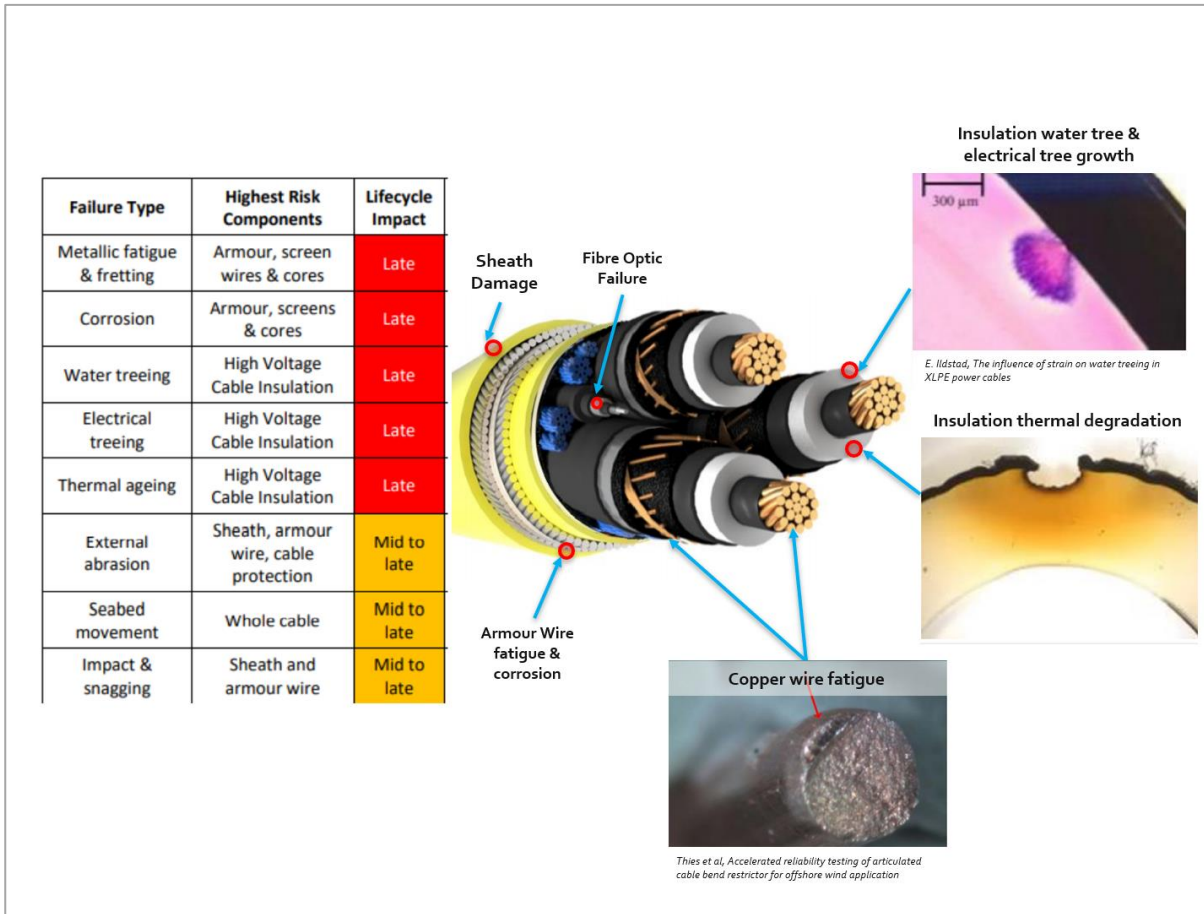 Failure Type
Highest Risk
Components
Lifecycle
Impact
Metallic fatigue
& fretting
Armour, screen
wires & cores
Late
Corrosion
Armour, screens
& cores
Late
Water treeing
High Voltage
Cable Insulation
Late
Electrical
treeing
High Voltage
Cable Insulation
Late
Thermal ageing
High Voltage
Cable Insulation
Late
External
abrasion
Sheath, armour
wire, cable
protection
Mid to
late
Seabed
movement
Whole cable
Mid to
late
Impact &
snagging
Sheath and
armour wire
Mid to
late
Sheath
Damage
Fibre Optic
Failure
Armour Wire
fatigue &
corrosion
Insulation water tree &
electrical tree growth
300 µm
E. Ildstad, The influence of strain on water treeing in
XLPE power cables
Insulation thermal degradation
Copper wire fatigue
Thies et al, Accelerated reliability testing of articulated
cable bend restrictor for offshore wind application